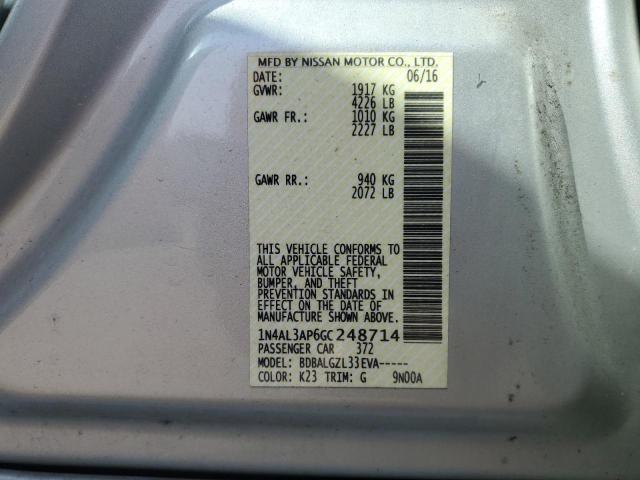 MFD BY NISSAN MOTOR CO., LTD.
DATE: 06/16
GVWR: 1917 KG
4226 LB
GAWR FR.: 1010 KG
2227 LB
GAWR RR.: 940 KG
2072 LB
THIS VEHICLE CONFORMS TO
ALL APPLICABLE FEDERAL
MOTOR VEHICLE SAFETY,
BUMPER, AND THEFT
PREVENTION STANDARDS
IN EFFECT ON THE DATE OF
MANUFACTURE SHOWN ABOVE.
1N4AL3AP6GC248714
PASSENGER CAR 372
MODEL: BDBALGZL33EVA-----
COLOR: K23 TRIM: G 9N00A